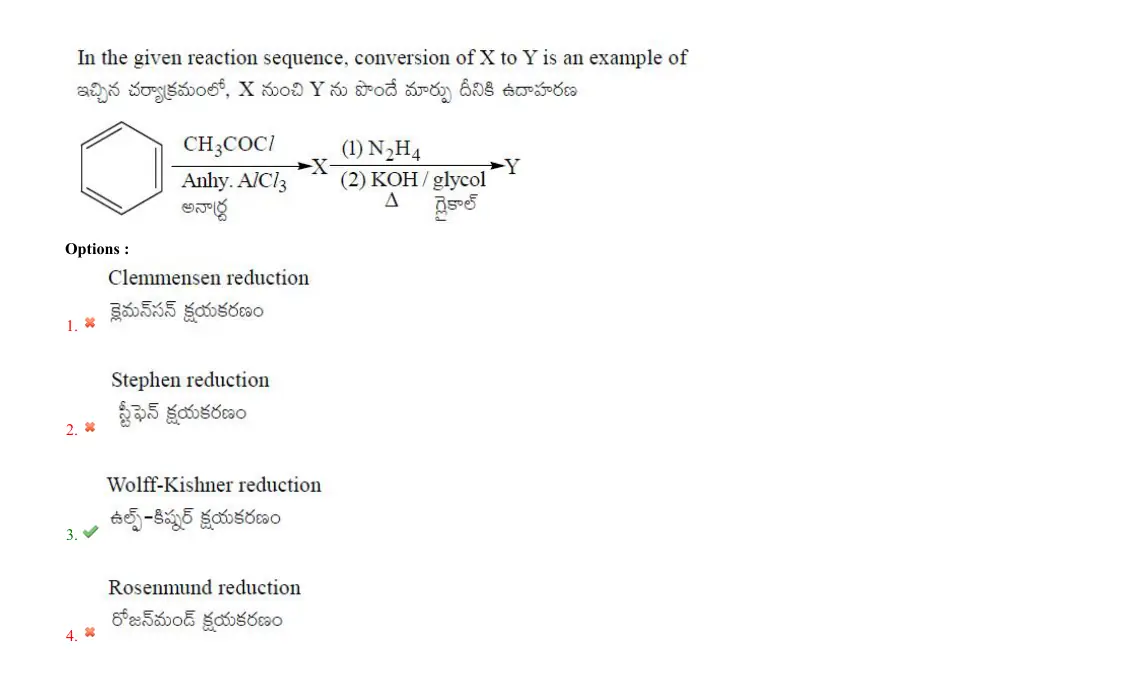 In the given reaction sequence, conversion of X to Y is an example of
ఇచ్చిన చర్యాక్రమంలో, X నుంచి Y ను పొందే మార్పు దీనికి ఉదాహరణ
CH3COCl
Anhy. AlCl3
అనార్ద్ర
X
(1) N2H4
(2) KOH / glycol
Δ గ్లైకాల్
Y
Options :
Clemmensen reduction
క్లెమన్‌సన్ క్షయకరణం
1.
Stephen reduction
స్టీఫెన్ క్షయకరణం
2.
Wolff-Kishner reduction
ఉల్ఫ్-కిష్నర్ క్షయకరణం
3.
Rosenmund reduction
రోజన్‌మండ్ క్షయకరణం
4.